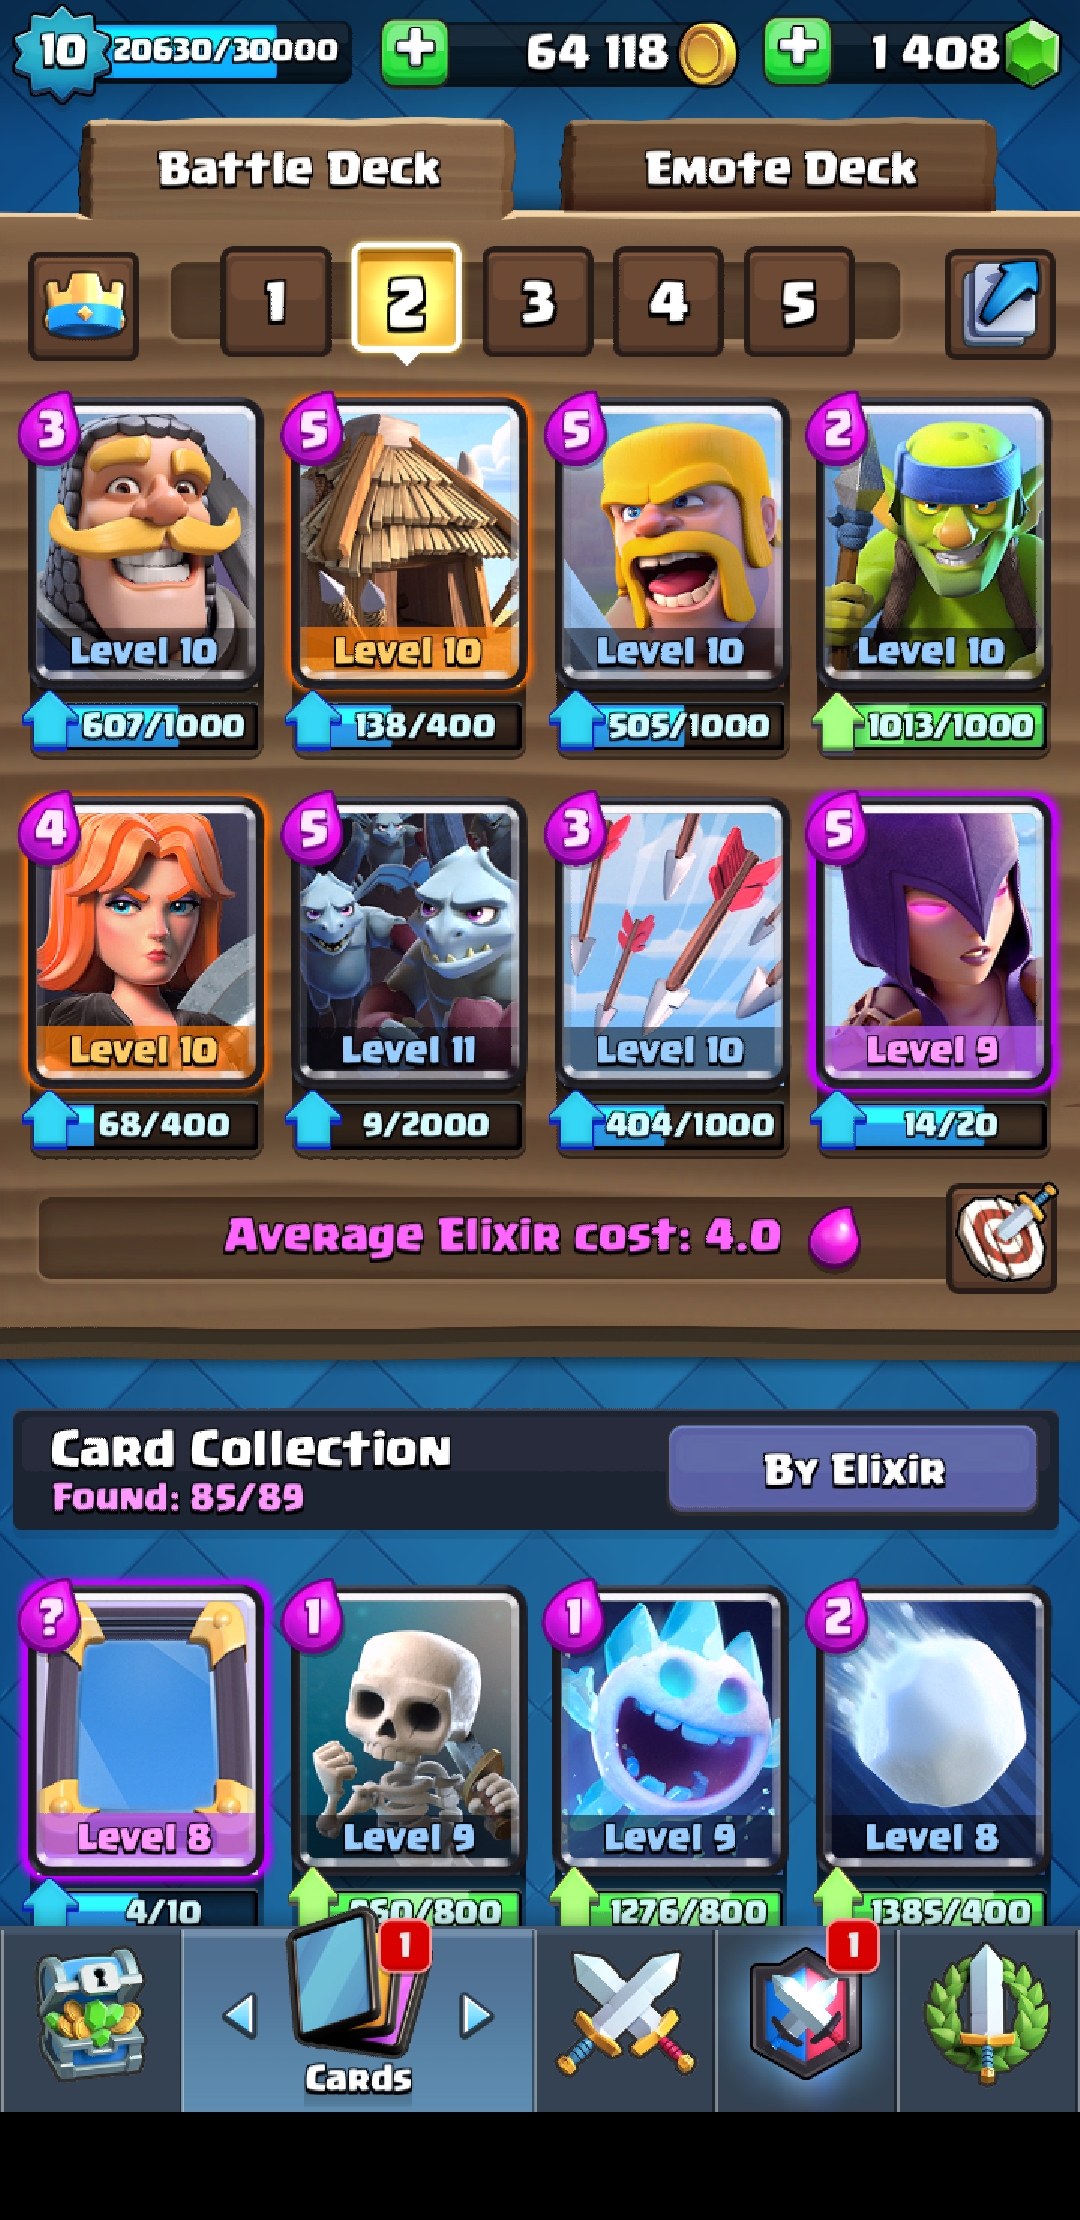 10 20630/30000 64 118 1 408
Battle Deck Emote Deck
1 2 3 4 5
3 5 5 2
Level 10 Level 10 Level 10 Level 10
607/1000 138/400 505/1000 1013/1000
4 5 3 5
Level 10 Level 11 Level 10 Level 9
68/400 9/2000 404/1000 14/20
Average Elixir cost: 4.0
Card Collection
Found: 85/89
By Elixir
? 1 1 2
Level 8 Level 9 Level 9 Level 8
4/10 1276/800 1385/400
1 1
Cards